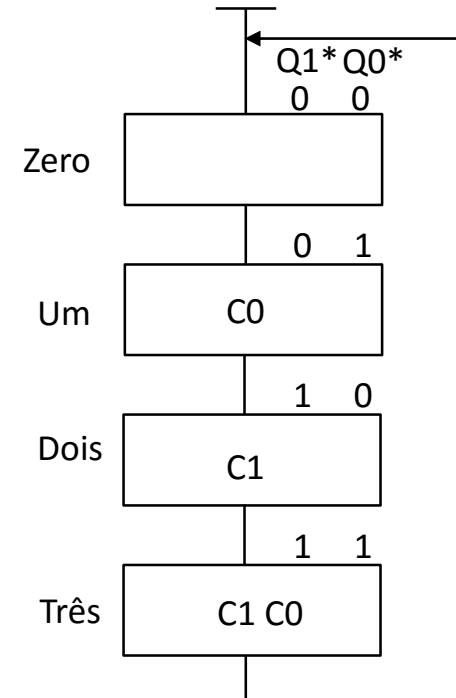 Q1* Q0*
0 0
Zero
0 1
Um C0
1 0
Dois C1
1 1
Três C1 C0